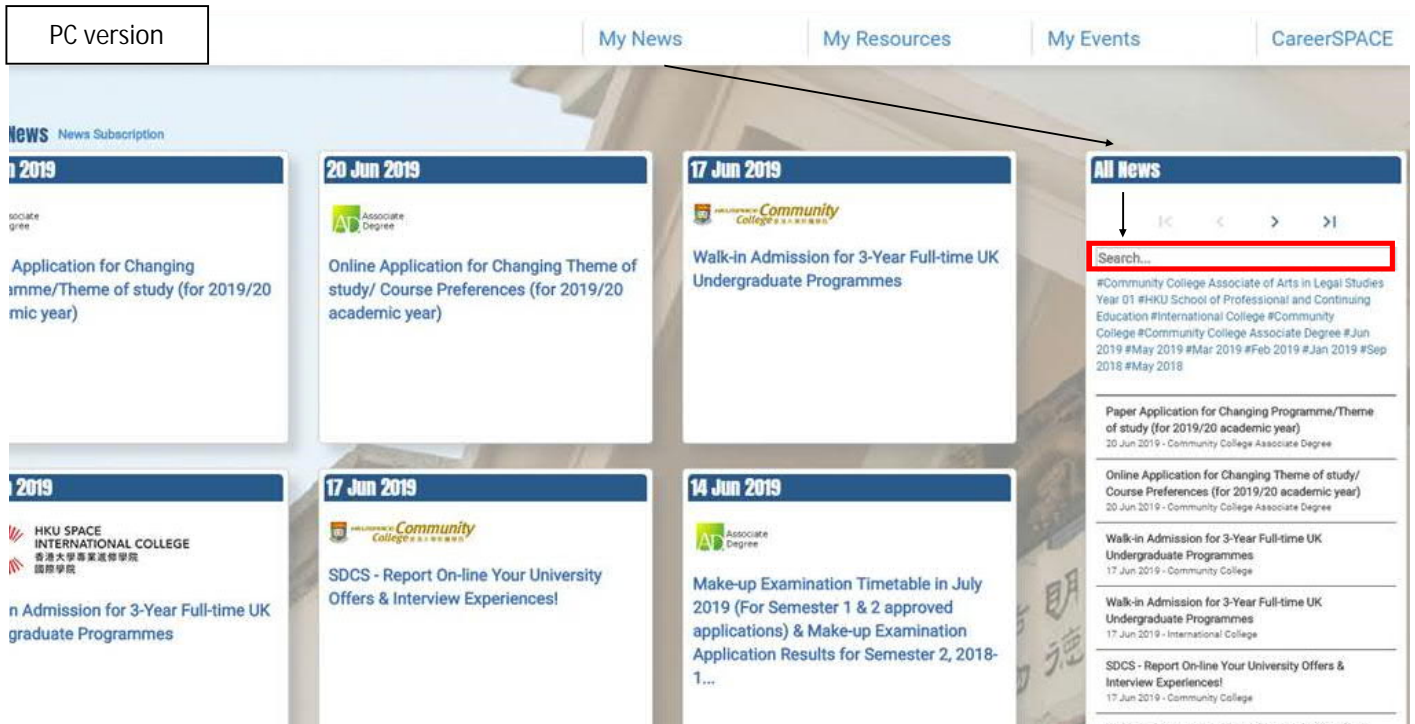 PC version
My News
My Resources
My Events
CareerSPACE
News News Subscription
2019
sociate
gree
Application for Changing
amme/Theme of study (for 2019/20
mic year)
20 Jun 2019
AD Associate
Degree
Online Application for Changing Theme of
study/ Course Preferences (for 2019/20
academic year)
17 Jun 2019
HKU SPACE Community
College
Walk-in Admission for 3-Year Full-time UK
Undergraduate Programmes
All News
Search...
#Community College Associate of Arts in Legal Studies
Year 01 #HKU School of Professional and Continuing
Education #International College #Community
College #Community College Associate Degree #Jun
2019 #May 2019 #Mar 2019 #Feb 2019 #Jan 2019 #Sep
2018 #May 2018
Paper Application for Changing Programme/Theme
of study (for 2019/20 academic year)
20 Jun 2019 - Community College Associate Degree
Online Application for Changing Theme of study/
Course Preferences (for 2019/20 academic year)
20 Jun 2019 - Community College Associate Degree
Walk-in Admission for 3-Year Full-time UK
Undergraduate Programmes
17 Jun 2019 - Community College
Walk-in Admission for 3-Year Full-time UK
Undergraduate Programmes
17 Jun 2019 - International College
SDCS - Report On-line Your University Offers &
Interview Experiences!
17 Jun 2019 - Community College
2019
HKU SPACE
INTERNATIONAL COLLEGE
香港大學專業進修學院
國際學院
n Admission for 3-Year Full-time UK
graduate Programmes
17 Jun 2019
HKU SPACE Community
College
SDCS - Report On-line Your University
Offers & Interview Experiences!
14 Jun 2019
AD Associate
Degree
Make-up Examination Timetable in July
2019 (For Semester 1 & 2 approved
applications) & Make-up Examination
Application Results for Semester 2, 2018-
1...
明
德